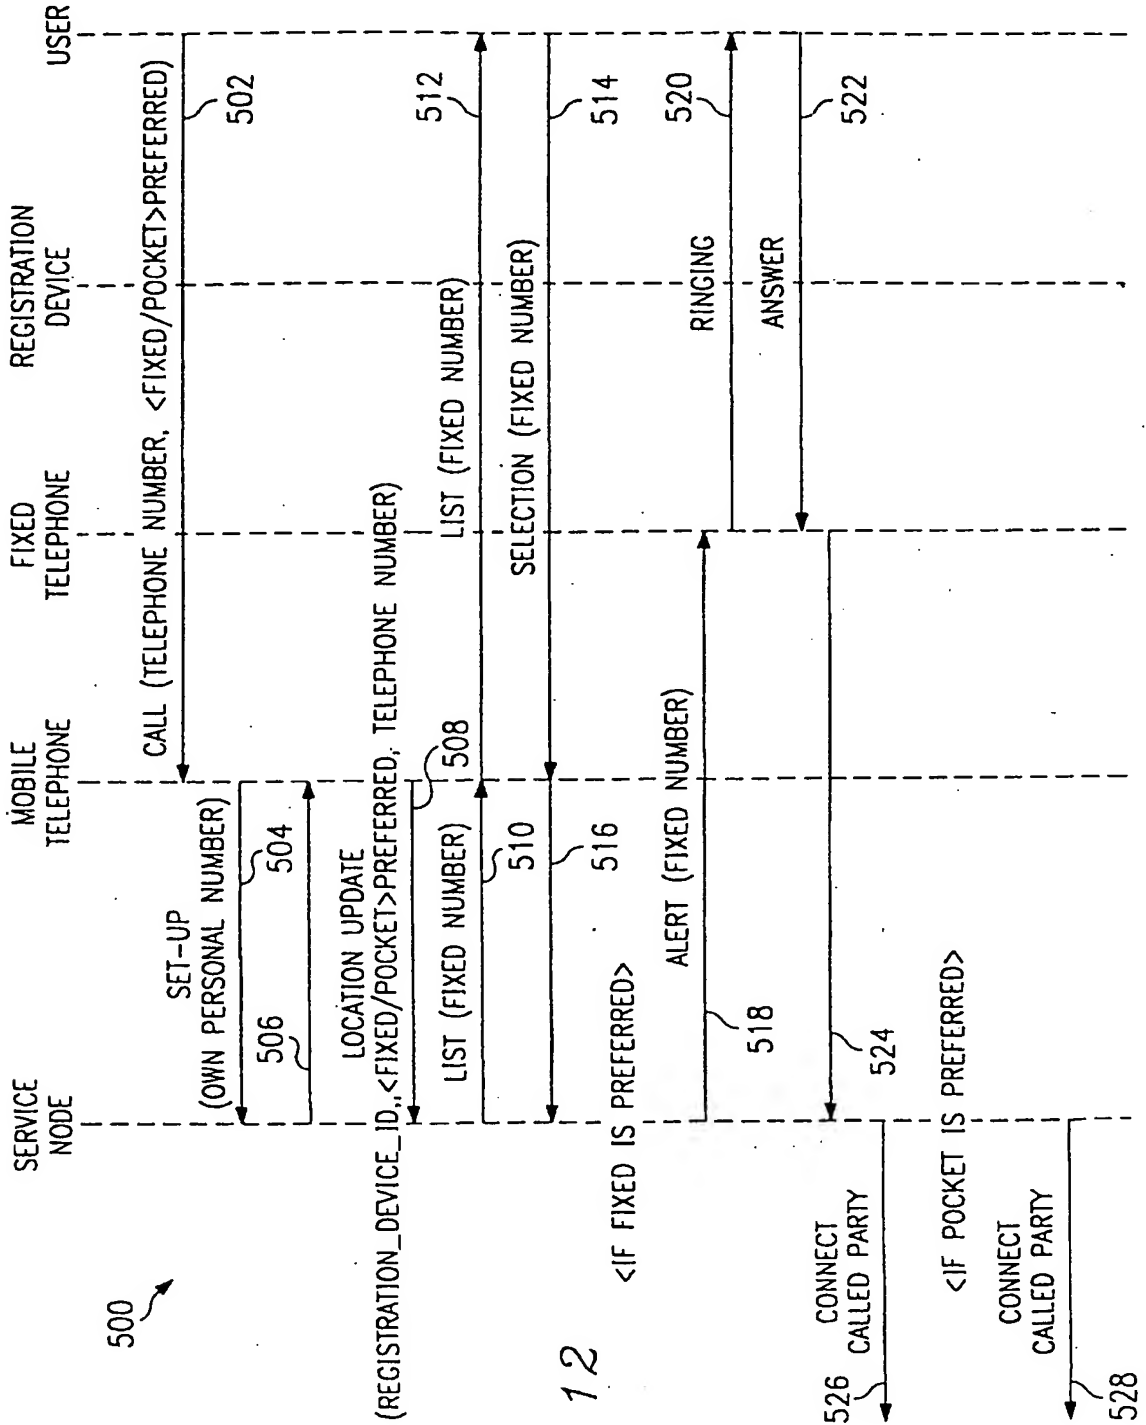 SERVICE
NODE
MOBILE
TELEPHONE
FIXED
TELEPHONE
REGISTRATION
DEVICE
USER
500
CALL (TELEPHONE NUMBER, <FIXED/POCKET>PREFERRED)
502
SET-UP
(OWN PERSONAL NUMBER)
504
506
LOCATION UPDATE
(REGISTRATION_DEVICE_ID,,<FIXED/POCKET>PREFERRED, TELEPHONE NUMBER)
508
LIST (FIXED NUMBER)
510
LIST (FIXED NUMBER)
512
SELECTION (FIXED NUMBER)
514
516
<IF FIXED IS PREFERRED>
ALERT (FIXED NUMBER)
518
RINGING
520
ANSWER
522
524
CONNECT
CALLED PARTY
526
<IF POCKET IS PREFERRED>
CONNECT
CALLED PARTY
528
12